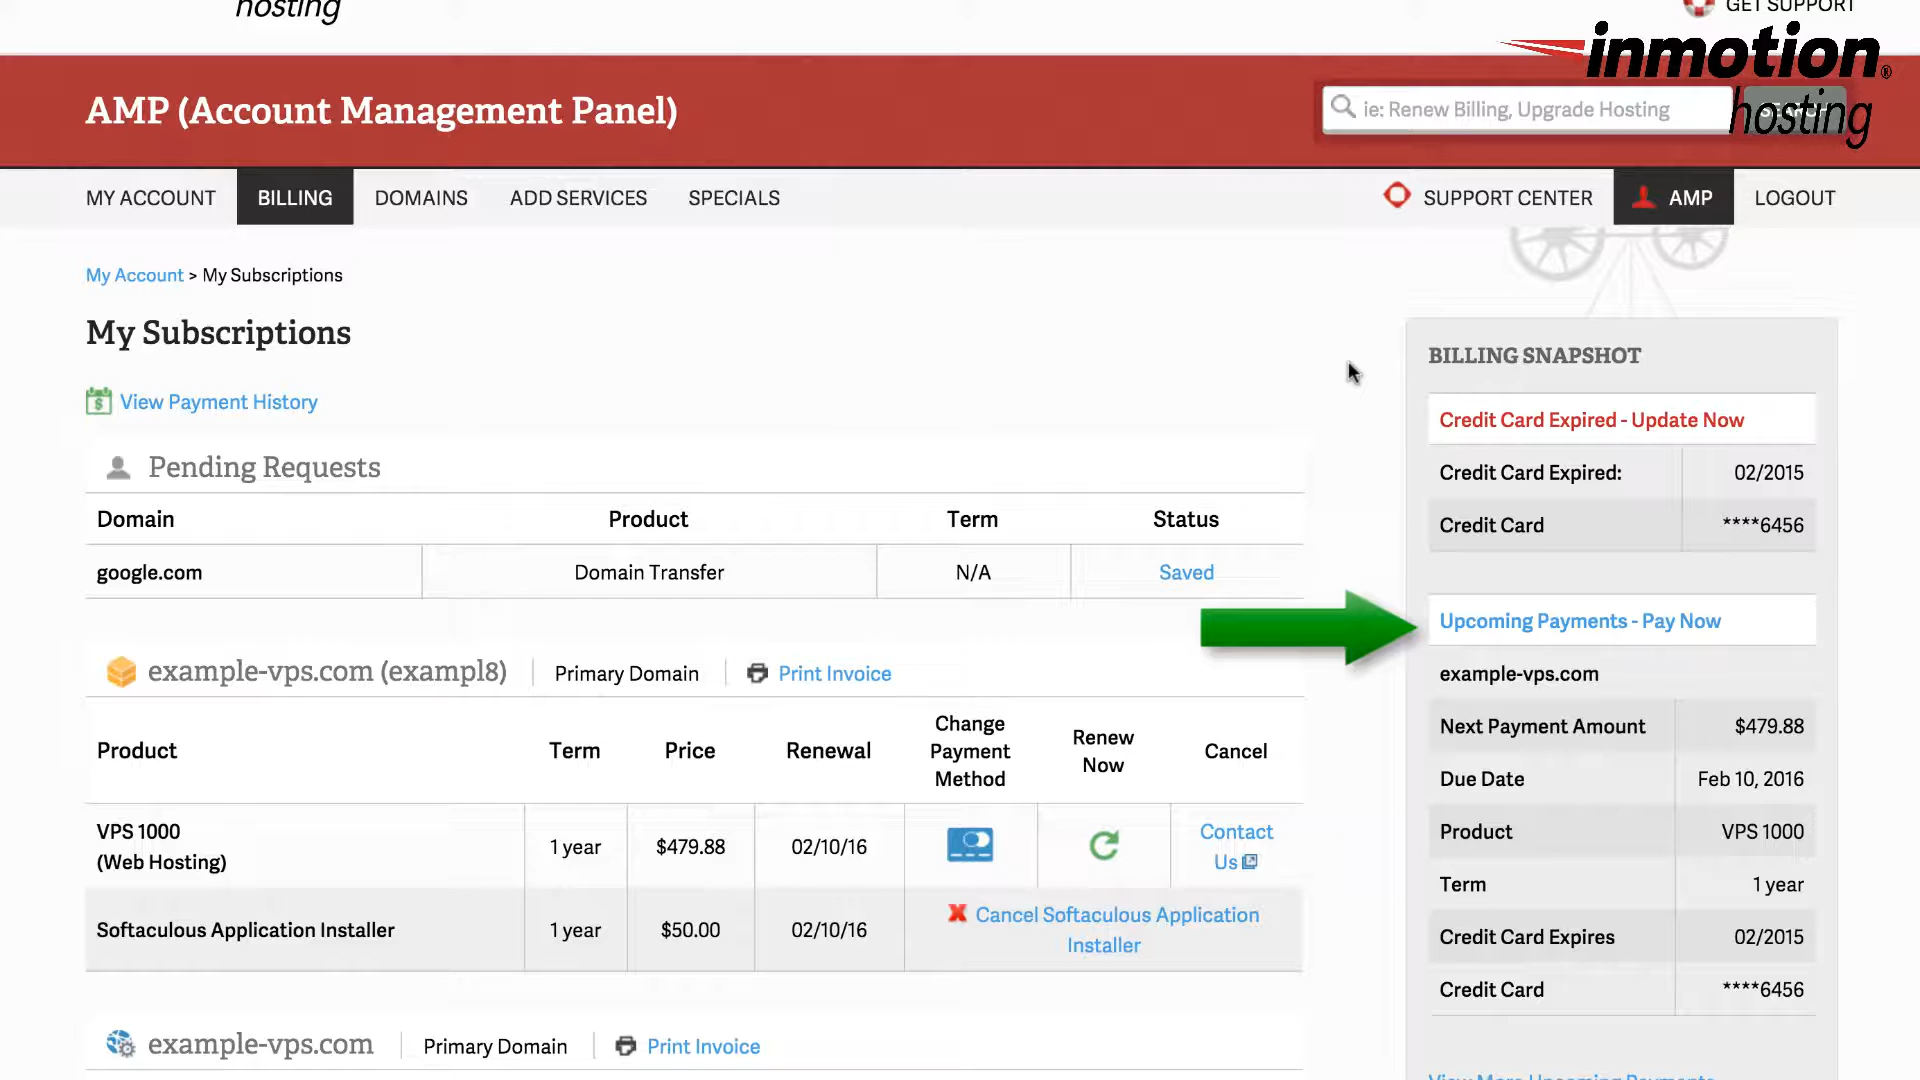 hosting
GET SUPPORT
inmotion®
hosting
AMP (Account Management Panel)
ie: Renew Billing, Upgrade Hosting
MY ACCOUNT
BILLING
DOMAINS
ADD SERVICES
SPECIALS
SUPPORT CENTER
AMP
LOGOUT
My Account > My Subscriptions
My Subscriptions
View Payment History
Pending Requests
Domain Product Term Status
google.com Domain Transfer N/A Saved
example-vps.com (exampl8) Primary Domain Print Invoice
Product Term Price Renewal Change Payment Method Renew Now Cancel
VPS 1000
(Web Hosting)
1 year $479.88 02/10/16
Contact
Us
Softaculous Application Installer 1 year $50.00 02/10/16
Cancel Softaculous Application
Installer
example-vps.com Primary Domain Print Invoice
BILLING SNAPSHOT
Credit Card Expired - Update Now
Credit Card Expired: 02/2015
Credit Card ****6456
Upcoming Payments - Pay Now
example-vps.com
Next Payment Amount $479.88
Due Date Feb 10, 2016
Product VPS 1000
Term 1 year
Credit Card Expires 02/2015
Credit Card ****6456
View More Upcoming Payments